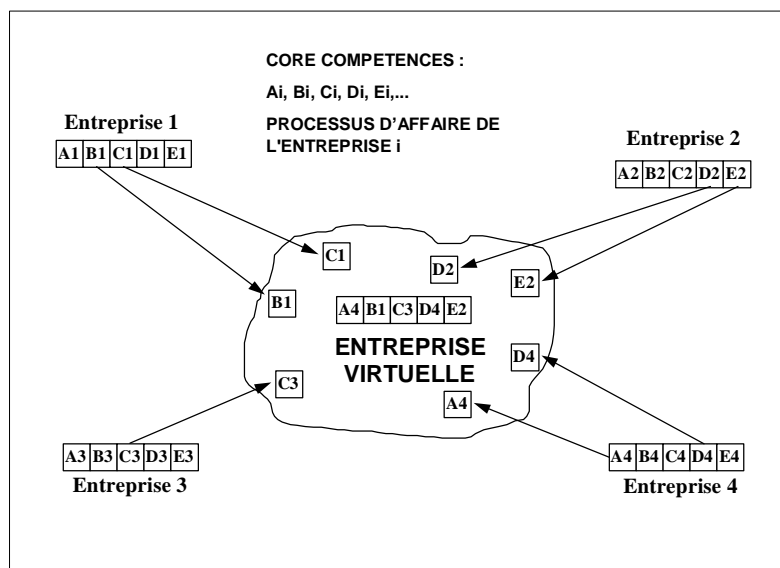 CORE COMPETENCES :
Ai, Bi, Ci, Di, Ei,...
PROCESSUS D'AFFAIRE DE
L'ENTREPRISE i
Entreprise 1
A1 B1 C1 D1 E1
Entreprise 2
A2 B2 C2 D2 E2
C1
D2
E2
B1
A4 B1 C3 D4 E2
ENTREPRISE
VIRTUELLE
D4
C3
A4
A3 B3 C3 D3 E3
Entreprise 3
A4 B4 C4 D4 E4
Entreprise 4